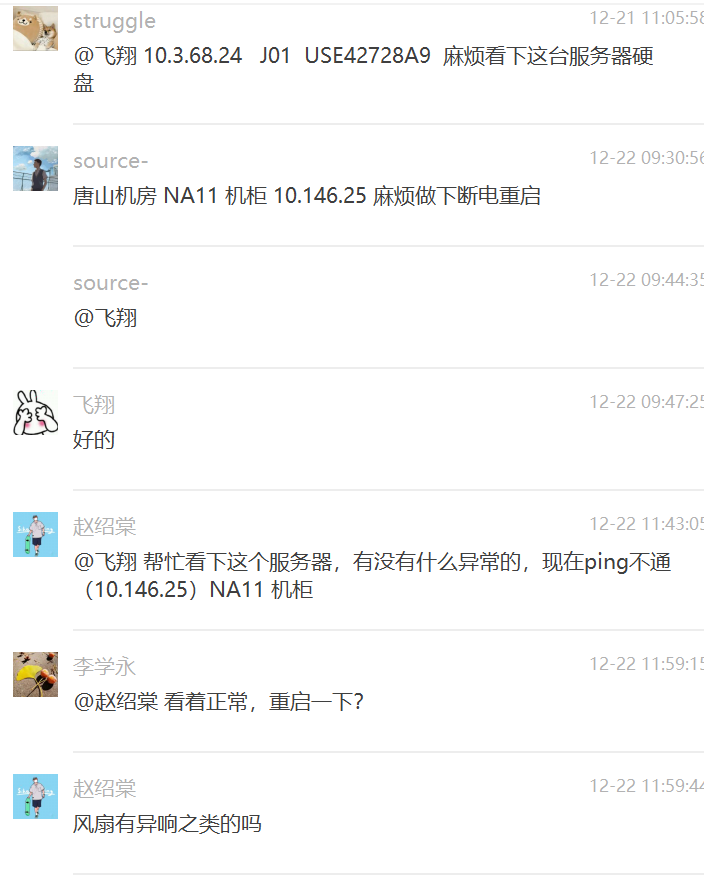 struggle 12-21 11:05:58
@飞翔 10.3.68.24 J01 USE42728A9 麻烦看下这台服务器硬
盘
source- 12-22 09:30:56
唐山机房 NA11 机柜 10.146.25 麻烦做下断电重启
source- 12-22 09:44:35
@飞翔
飞翔 12-22 09:47:25
好的
赵绍棠 12-22 11:43:05
@飞翔 帮忙看下这个服务器，有没有什么异常的，现在ping不通
（10.146.25）NA11 机柜
李学永 12-22 11:59:15
@赵绍棠 看着正常，重启一下?
赵绍棠 12-22 11:59:44
风扇有异响之类的吗